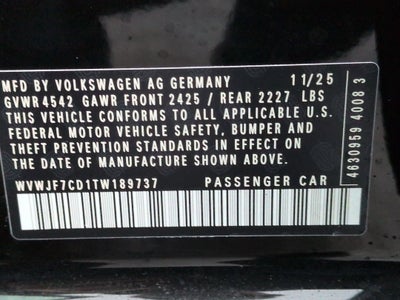 MFD BY VOLKSWAGEN AG GERMANY 11/25
GVWR 4542 GAWR FRONT 2425 / REAR 2227 LBS
THIS VEHICLE CONFORMS TO ALL APPLICABLE U.S.
FEDERAL MOTOR VEHICLE SAFETY, BUMPER AND
THEFT PREVENTION STANDARDS IN EFFECT ON
THE DATE OF MANUFACTURE SHOWN ABOVE.
WVWJF7CD1TW189737 PASSENGER CAR
4630959 4008 3